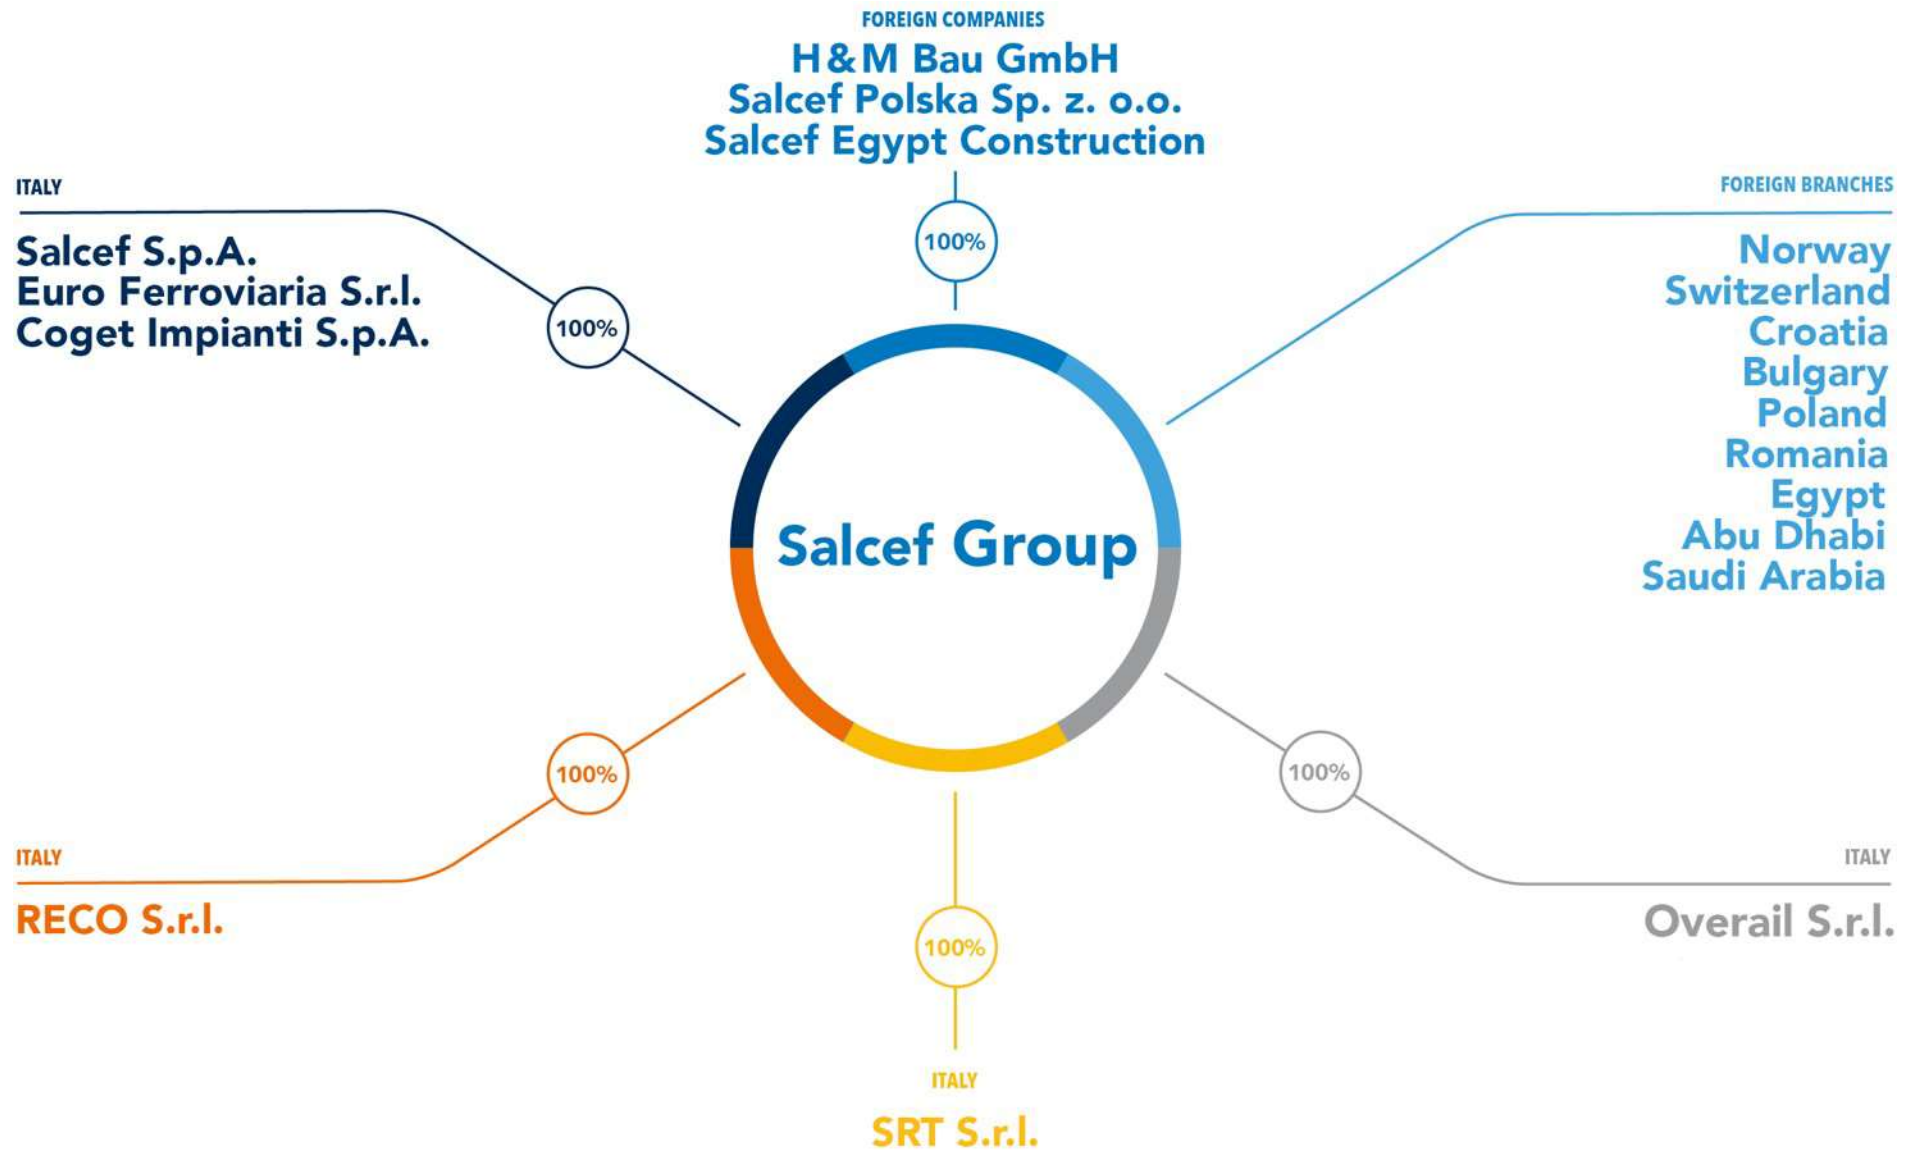 FOREIGN COMPANIES
H&M Bau GmbH
Salcef Polska Sp. z. o.o.
Salcef Egypt Construction
100%
ITALY
Salcef S.p.A.
Euro Ferroviaria S.r.l.
Coget Impianti S.p.A.
100%
FOREIGN BRANCHES
Norway
Switzerland
Croatia
Bulgary
Poland
Romania
Egypt
Abu Dhabi
Saudi Arabia
Salcef Group
100%
ITALY
RECO S.r.l.
100%
ITALY
SRT S.r.l.
100%
ITALY
Overail S.r.l.